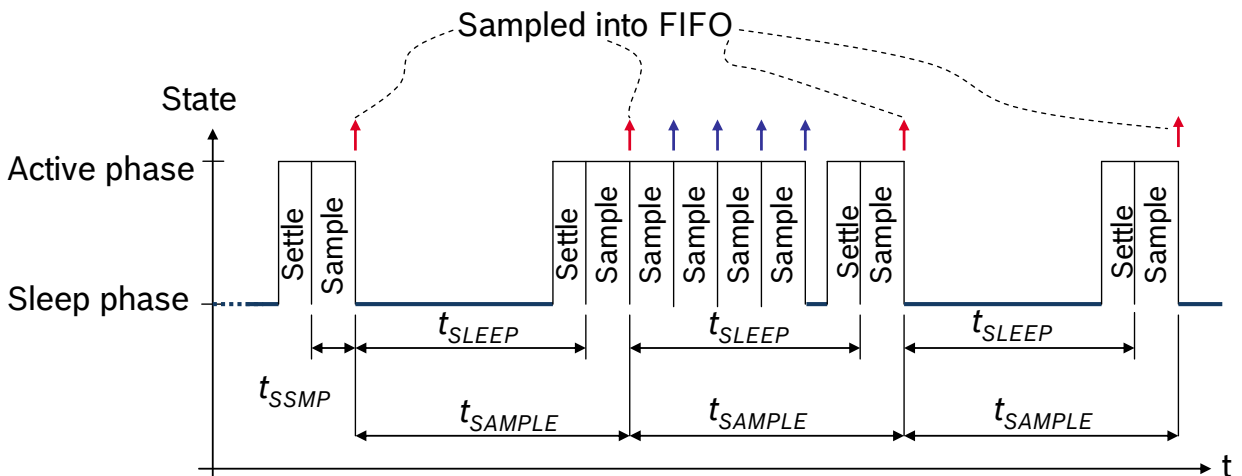 Sampled into FIFO
State
Active phase
Settle
Sample
Settle
Sample
Sample
Sample
Sample
Sample
Settle
Sample
Settle
Sample
Sleep phase
tSLEEP
tSLEEP
tSLEEP
tSSMP
tSAMPLE
tSAMPLE
tSAMPLE
t